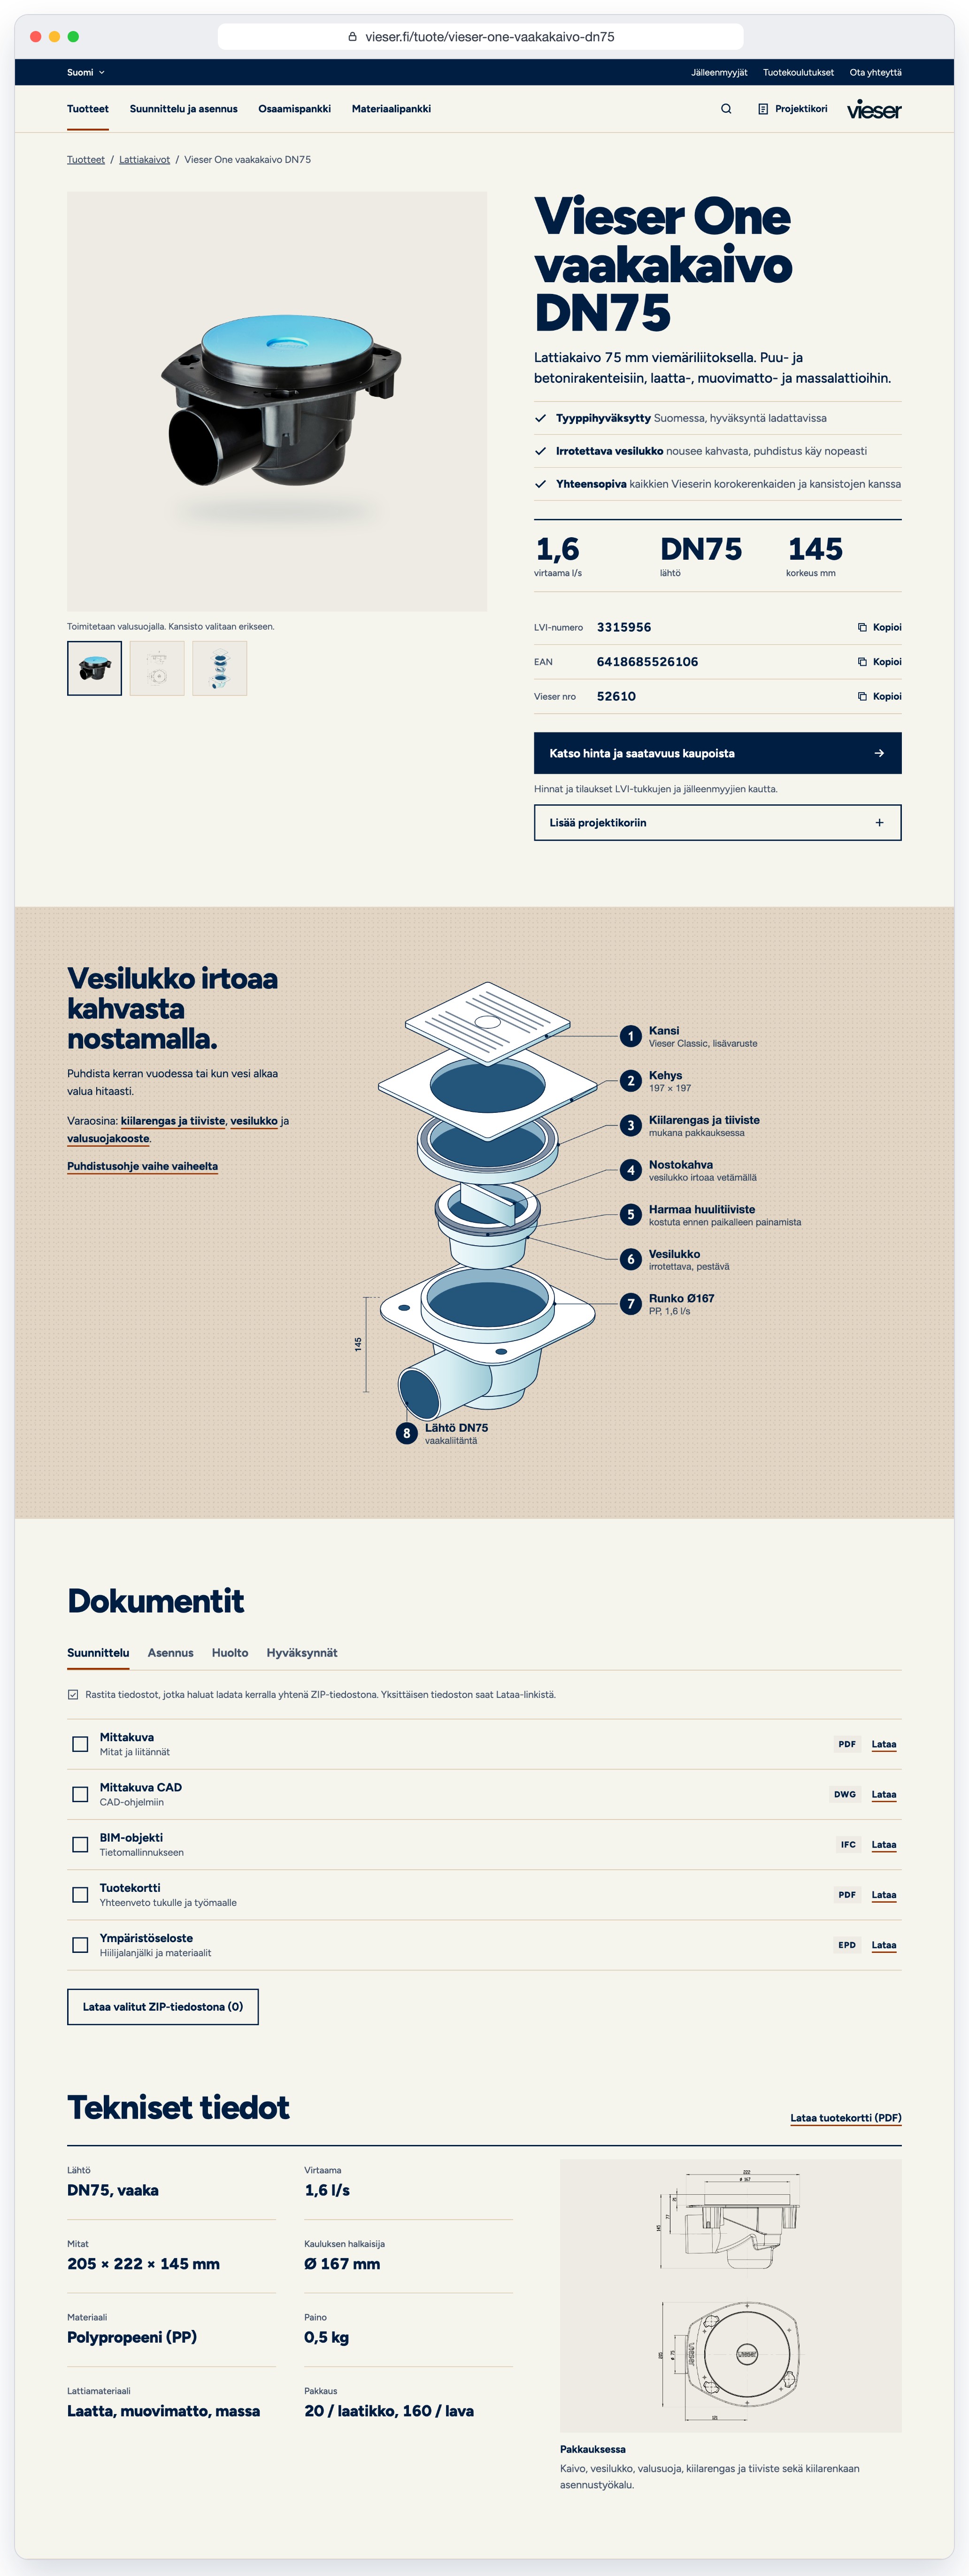 vieser.fi/tuote/vieser-one-vaakakaivo-dn75
Suomi
Jälleenmyyjät Tuotekoulutukset Ota yhteyttä
Tuotteet Suunnittelu ja asennus Osaamispankki Materiaalipankki
Projektikori vieser
Tuotteet / Lattiakaivot / Vieser One vaakakaivo DN75
Vieser One
vaakakaivo
DN75
Lattiakaivo 75 mm viemäriliitoksella. Puu- ja
betonirakenteisiin, laatta-, muovimatto- ja massalattioihin.
Tyyppihyväksytty Suomessa, hyväksyntä ladattavissa
Irrotettava vesilukko nousee kahvasta, puhdistus käy nopeasti
Yhteensopiva kaikkien Vieserin korokerenkaiden ja kansistojen kanssa
1,6 DN75 145
virtaama l/s lähtö korkeus mm
Toimitetaan valusuojalla. Kansisto valitaan erikseen.
LVI-numero 3315956 Kopioi
EAN 6418685526106 Kopioi
Vieser nro 52610 Kopioi
Katso hinta ja saatavuus kaupoista
Hinnat ja tilaukset LVI-tukkujen ja jälleenmyyjien kautta.
Lisää projektikoriin
Vesilukko irtoaa
kahvasta
nostamalla.
Puhdista kerran vuodessa tai kun vesi alkaa
valua hitaasti.
Varaosina: kiilarengas ja tiiviste, vesilukko ja
valusuojakooste.
Puhdistusohje vaihe vaiheelta
1 Kansi
Vieser Classic, lisävaruste
2 Kehys
197 × 197
3 Kiilarengas ja tiiviste
mukana pakkauksessa
4 Nostokahva
vesilukko irtoaa vetämällä
5 Harmaa huulitiiviste
kostuta ennen paikalleen painamista
6 Vesilukko
irrotettava, pestävä
7 Runko Ø167
PP, 1,6 l/s
145
8 Lähtö DN75
vaakaliitäntä
Dokumentit
Suunnittelu Asennus Huolto Hyväksynnät
Rastita tiedostot, jotka haluat ladata kerralla yhtenä ZIP-tiedostona. Yksittäisen tiedoston saat Lataa-linkistä.
Mittakuva
Mitat ja liitännät
PDF Lataa
Mittakuva CAD
CAD-ohjelmiin
DWG Lataa
BIM-objekti
Tietomallinnukseen
IFC Lataa
Tuotekortti
Yhteenveto tukulle ja työmaalle
PDF Lataa
Ympäristöseloste
Hiilijalanjälki ja materiaalit
EPD Lataa
Lataa valitut ZIP-tiedostona (0)
Tekniset tiedot
Lataa tuotekortti (PDF)
Lähtö
DN75, vaaka
Virtaama
1,6 l/s
Mitat
205 × 222 × 145 mm
Kauluksen halkaisija
Ø 167 mm
Materiaali
Polypropeeni (PP)
Paino
0,5 kg
Lattiamateriaali
Laatta, muovimatto, massa
Pakkaus
20 / laatikko, 160 / lava
222
Ø 167
Pakkauksessa
Kaivo, vesilukko, valusuoja, kiilarengas ja tiiviste sekä kiilarenkaan
asennustyökalu.